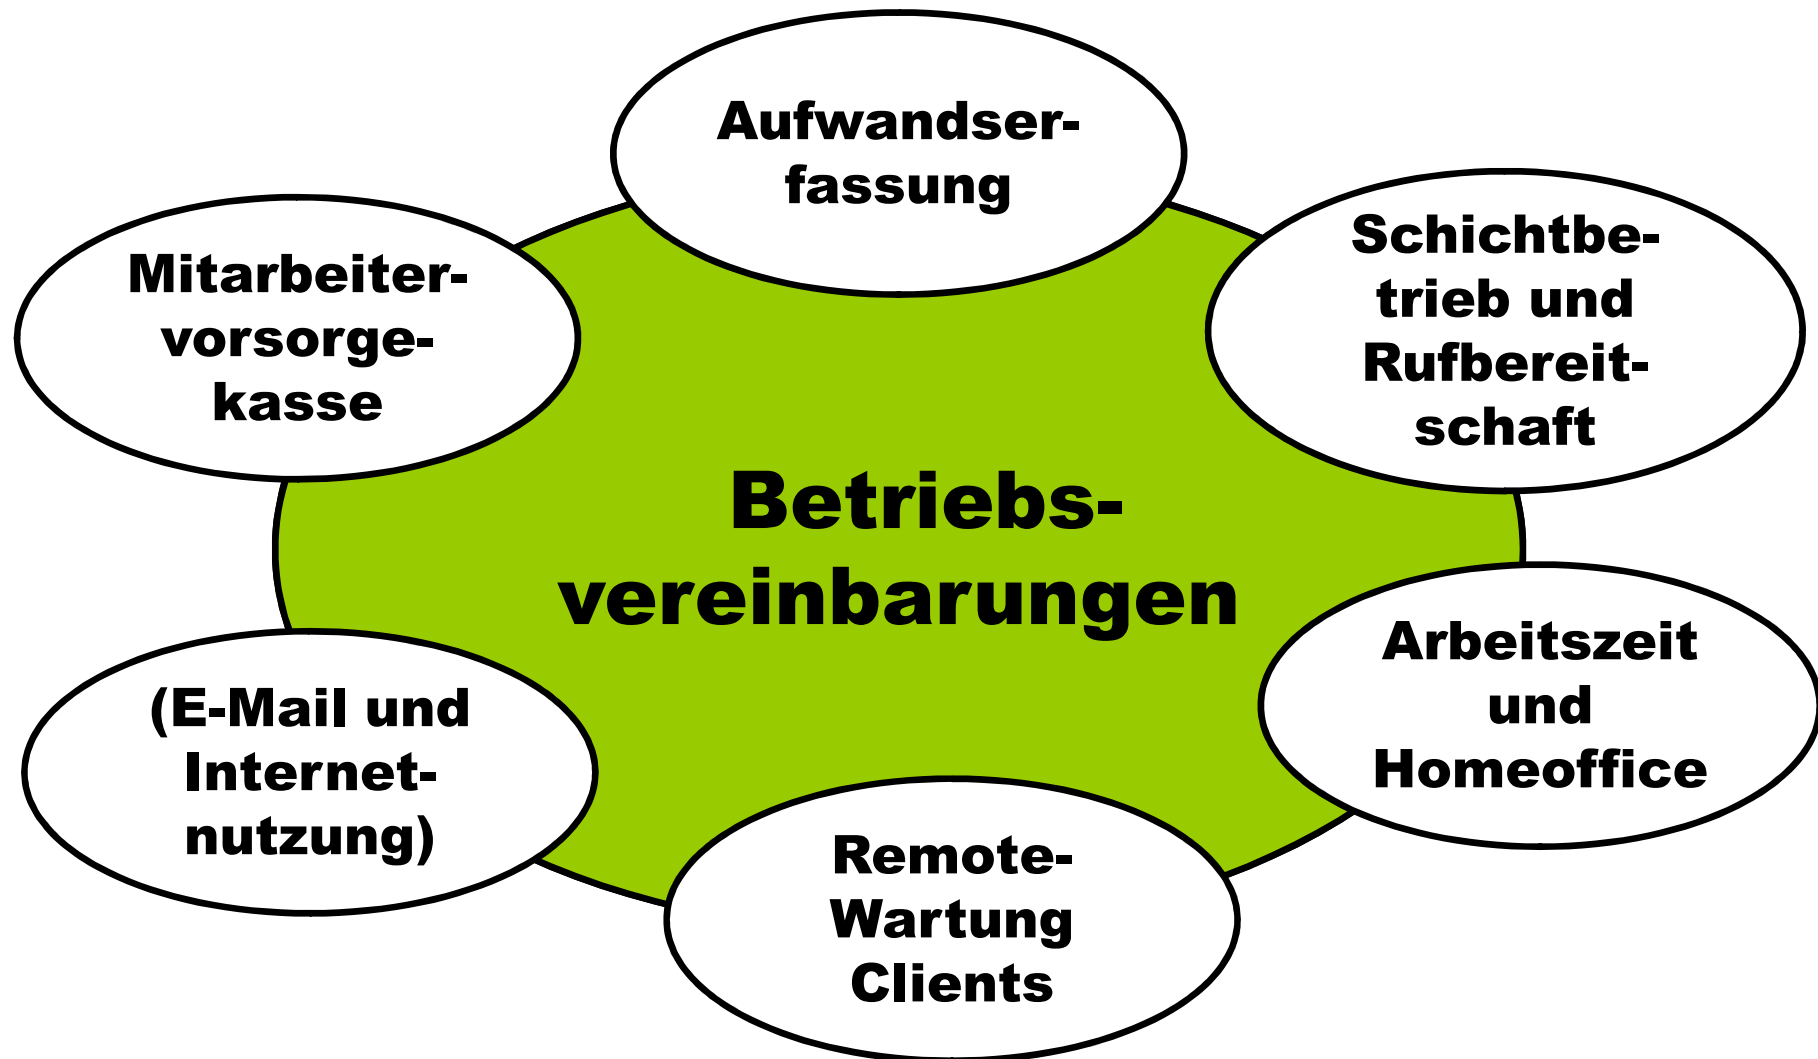 Aufwandser-
fassung
Schichtbe-
trieb und
Rufbereit-
schaft
Mitarbeiter-
vorsorge-
kasse
Betriebs-
vereinbarungen
Arbeitszeit
und
Homeoffice
(E-Mail und
Internet-
nutzung)
Remote-
Wartung
Clients